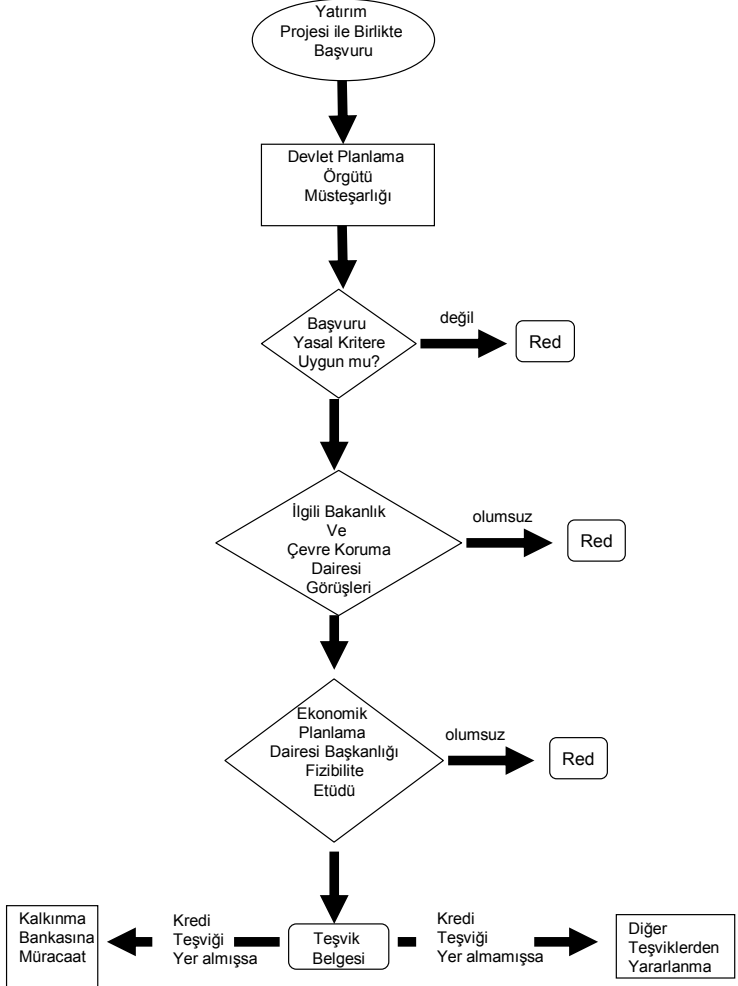 Yatırım
Projesi ile Birlikte
Başvuru
Devlet Planlama
Örgütü
Müsteşarlığı
Başvuru
Yasal Kritere
Uygun mu?
değil
Red
İlgili Bakanlık
Ve
Çevre Koruma
Dairesi
Görüşleri
olumsuz
Red
Ekonomik
Planlama
Dairesi Başkanlığı
Fizibilite
Etüdü
olumsuz
Red
Kalkınma
Bankasına
Müracaat
Kredi
Teşviği
Yer almışsa
Teşvik
Belgesi
Kredi
Teşviği
Yer almamışsa
Diğer
Teşviklerden
Yararlanma